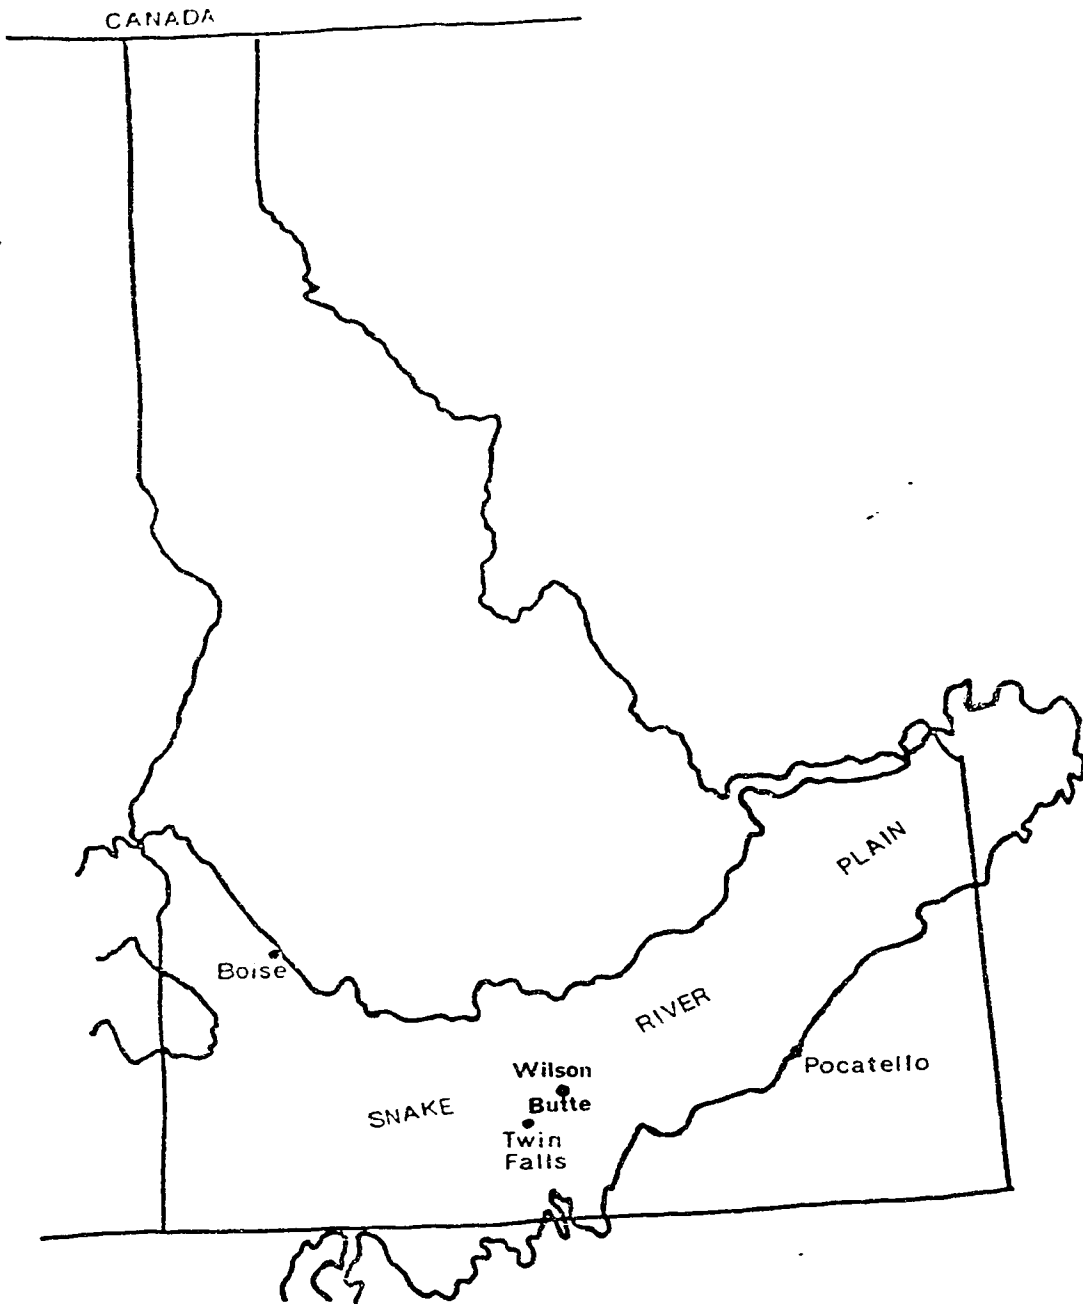 CANADA
PLAIN
Boise
RIVER
Pocatello
Wilson
Butte
SNAKE
Twin
Falls